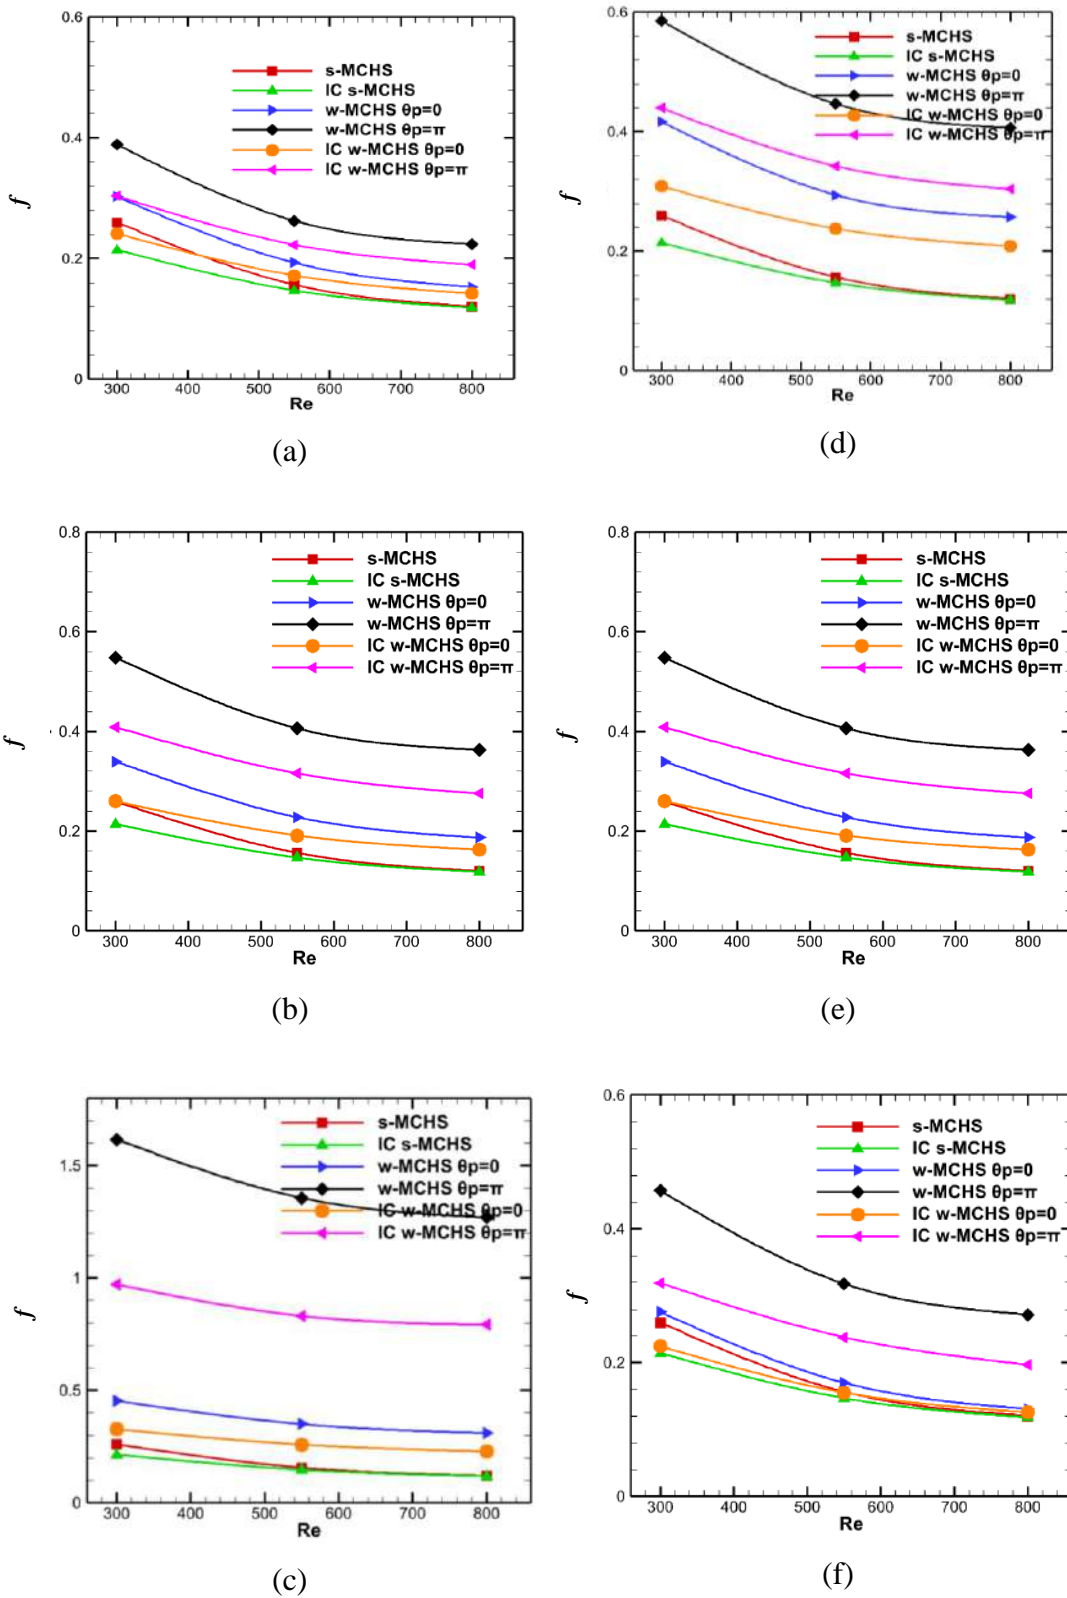 0.6
s-MCHS
IC s-MCHS
w-MCHS θp=0
w-MCHS θp=π
IC w-MCHS θp=0
IC w-MCHS θp=π
0.4
f
0.2
0
300 400 500 600 700 800
Re
(a)
0.6
s-MCHS
IC s-MCHS
w-MCHS θp=0
w-MCHS θp=π
IC w-MCHS θp=0
IC w-MCHS θp=π
0.4
f
0.2
0
300 400 500 600 700 800
Re
(d)
0.8
s-MCHS
IC s-MCHS
w-MCHS θp=0
w-MCHS θp=π
IC w-MCHS θp=0
IC w-MCHS θp=π
0.6
0.4
f
0.2
0
300 400 500 600 700 800
Re
(b)
0.8
s-MCHS
IC s-MCHS
w-MCHS θp=0
w-MCHS θp=π
IC w-MCHS θp=0
IC w-MCHS θp=π
0.6
0.4
f
0.2
0
300 400 500 600 700 800
Re
(e)
s-MCHS
IC s-MCHS
w-MCHS θp=0
w-MCHS θp=π
IC w-MCHS θp=0
IC w-MCHS θp=π
1.5
1
f
0.5
0
300 400 500 600 700 800
Re
(c)
0.6
s-MCHS
IC s-MCHS
w-MCHS θp=0
w-MCHS θp=π
IC w-MCHS θp=0
IC w-MCHS θp=π
0.4
f
0.2
0
300 400 500 600 700 800
Re
(f)